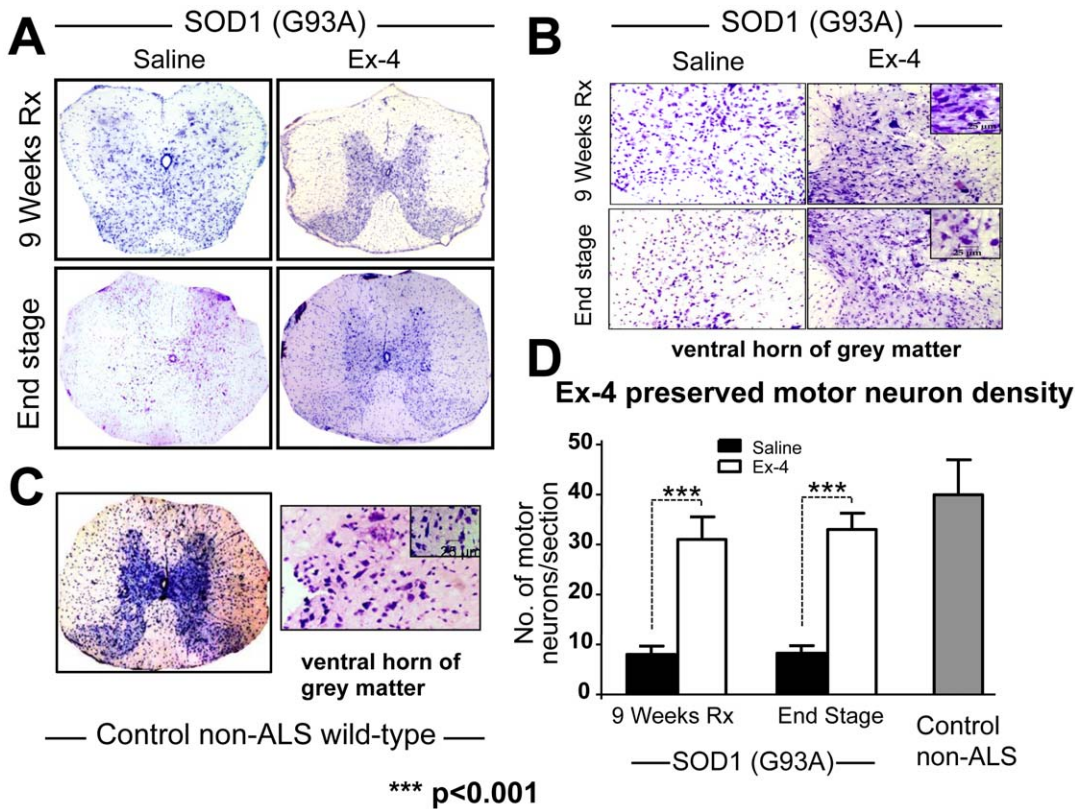 A
SOD1 (G93A)
Saline
Ex-4
9 Weeks Rx
End stage
B
SOD1 (G93A)
Saline
Ex-4
9 Weeks Rx
25 µm
End stage
25 µm
ventral horn of grey matter
C
25 µm
ventral horn of
grey matter
Control non-ALS wild-type
*** p<0.001
D
Ex-4 preserved motor neuron density
No. of motor
neurons/section
50
40
30
20
10
0
Saline
Ex-4
***
***
9 Weeks Rx
End Stage
Control
non-ALS
SOD1 (G93A)